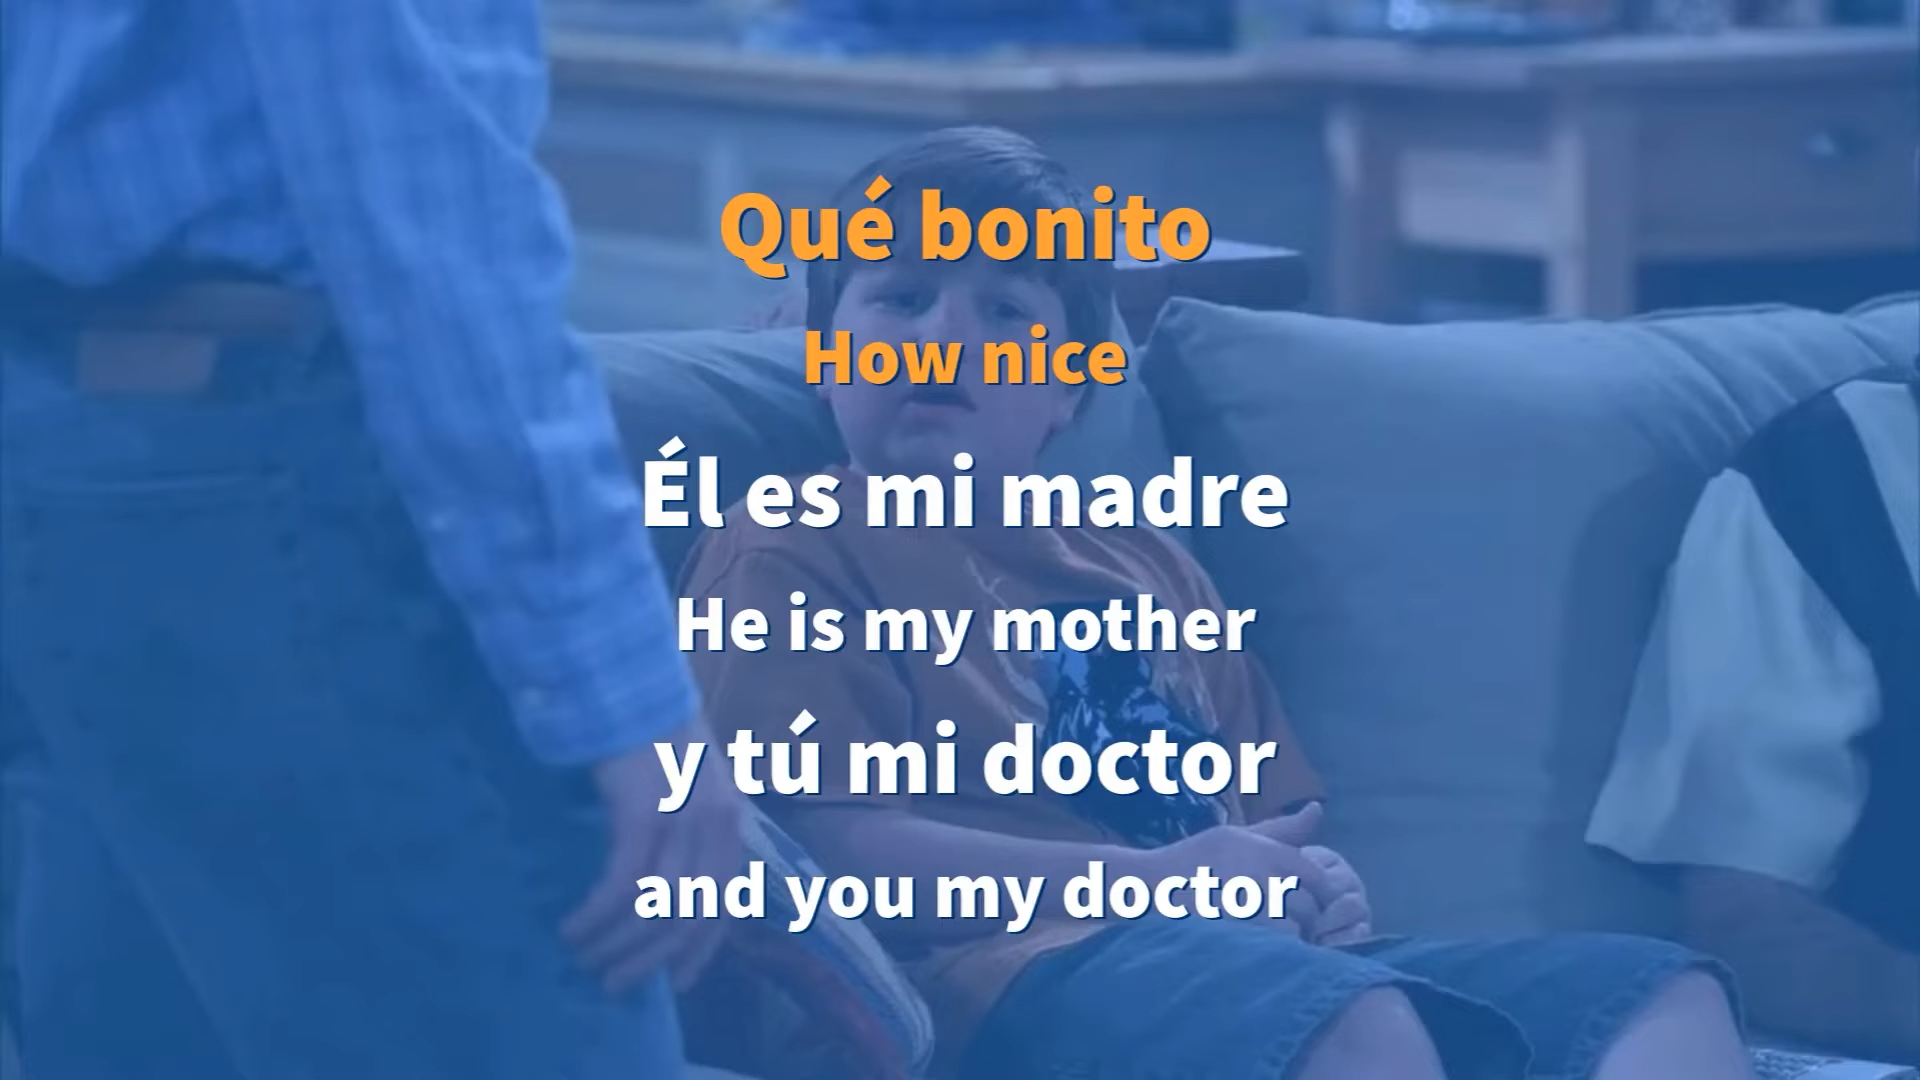 Qué bonito
How nice
Él es mi madre
He is my mother
y tú mi doctor
and you my doctor